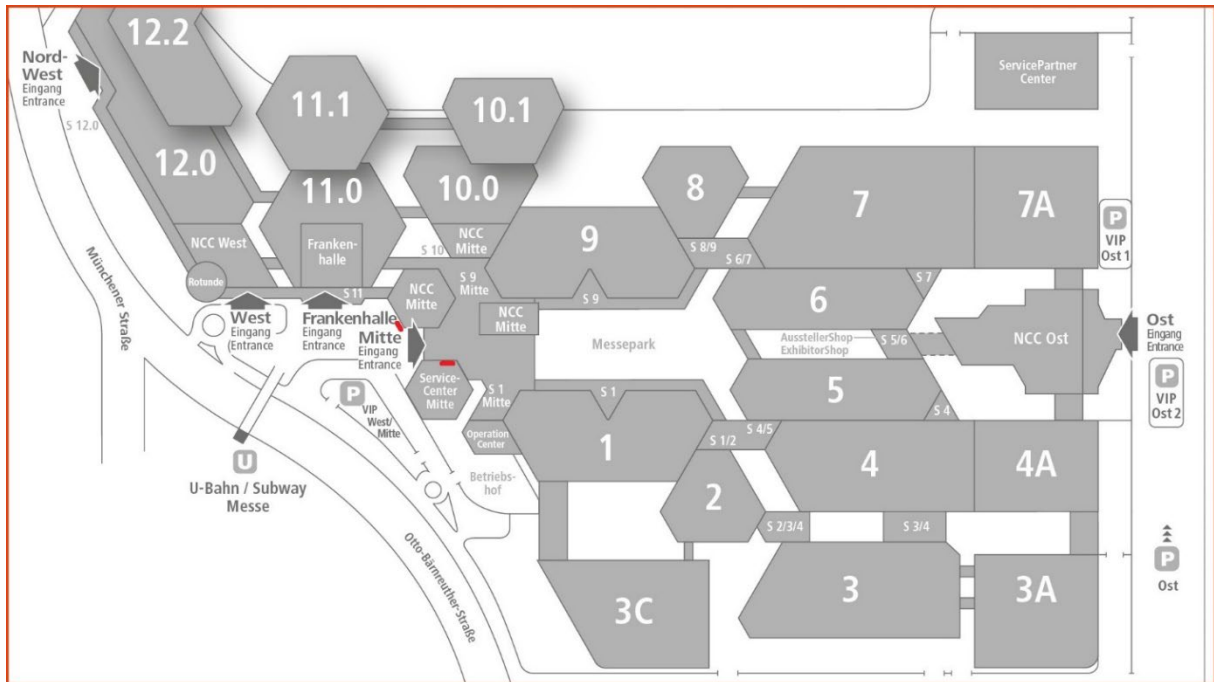 12.2
Nord-
West
Eingang
Entrance
S 12.0
12.0
11.1
10.1
11.0
10.0
ServicePartner
Center
8
7
7A
P
VIP
Ost 1
NCC West
Franken-
halle
S 10
NCC
Mitte
9
S 8/9
S 6/7
Rotunde
S 11
NCC
Mitte
S 9
Mitte
S 9
NCC
Mitte
6
S 7
Münchener Straße
West
Eingang
(Entrance
Frankenhalle
Eingang
Entrance
Mitte
Eingang
Entrance
Messepark
AusstellerShop
ExhibitorShop
S 5/6
NCC Ost
Ost
Eingang
Entrance
P
VIP
Ost 2
P
VIP
West/
Mitte
Service-
Center
Mitte
S 1
Mitte
S 1
5
S 4
Operation
Center
1
S 4/5
S 1/2
4
4A
U
U-Bahn / Subway
Messe
Betriebs-
hof
2
S 2/3/4
S 3/4
Otto-Bärnreuther-Straße
3C
3
3A
P
Ost